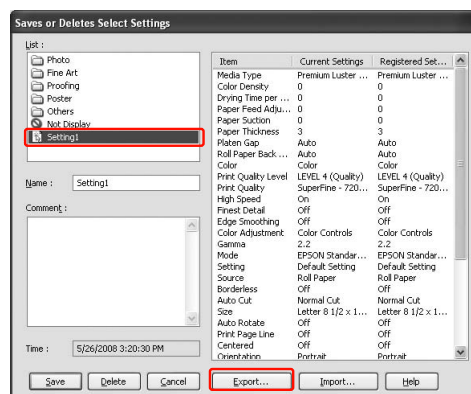 Saves or Deletes Select Settings
List :
Photo
Fine Art
Proofing
Poster
Others
Not Display
Setting1
Name : Setting1
Comment :
Time : 5/26/2008 3:20:30 PM
Item Current Settings Registered Set...
Media Type Premium Luster ... Premium Luster ...
Color Density 0 0
Drying Time per ... 0 0
Paper Feed Adju... 0 0
Paper Suction 0 0
Paper Thickness 3 3
Platen Gap Auto Auto
Roll Paper Back ... Auto Auto
Color Color Color
Print Quality Level LEVEL 4 (Quality) LEVEL 4 (Quality)
Print Quality SuperFine - 720... SuperFine - 720...
High Speed On On
Finest Detail Off Off
Edge Smoothing Off Off
Color Adjustment Color Controls Color Controls
Gamma 2.2 2.2
Mode EPSON Standar... EPSON Standar...
Setting Default Setting Default Setting
Source Roll Paper Roll Paper
Borderless Off Off
Auto Cut Normal Cut Normal Cut
Size Letter 8 1/2 x 1... Letter 8 1/2 x 1...
Auto Rotate Off Off
Print Page Line Off Off
Centered Off Off
Orientation Portrait Portrait
Save Delete Cancel Export... Import... Help